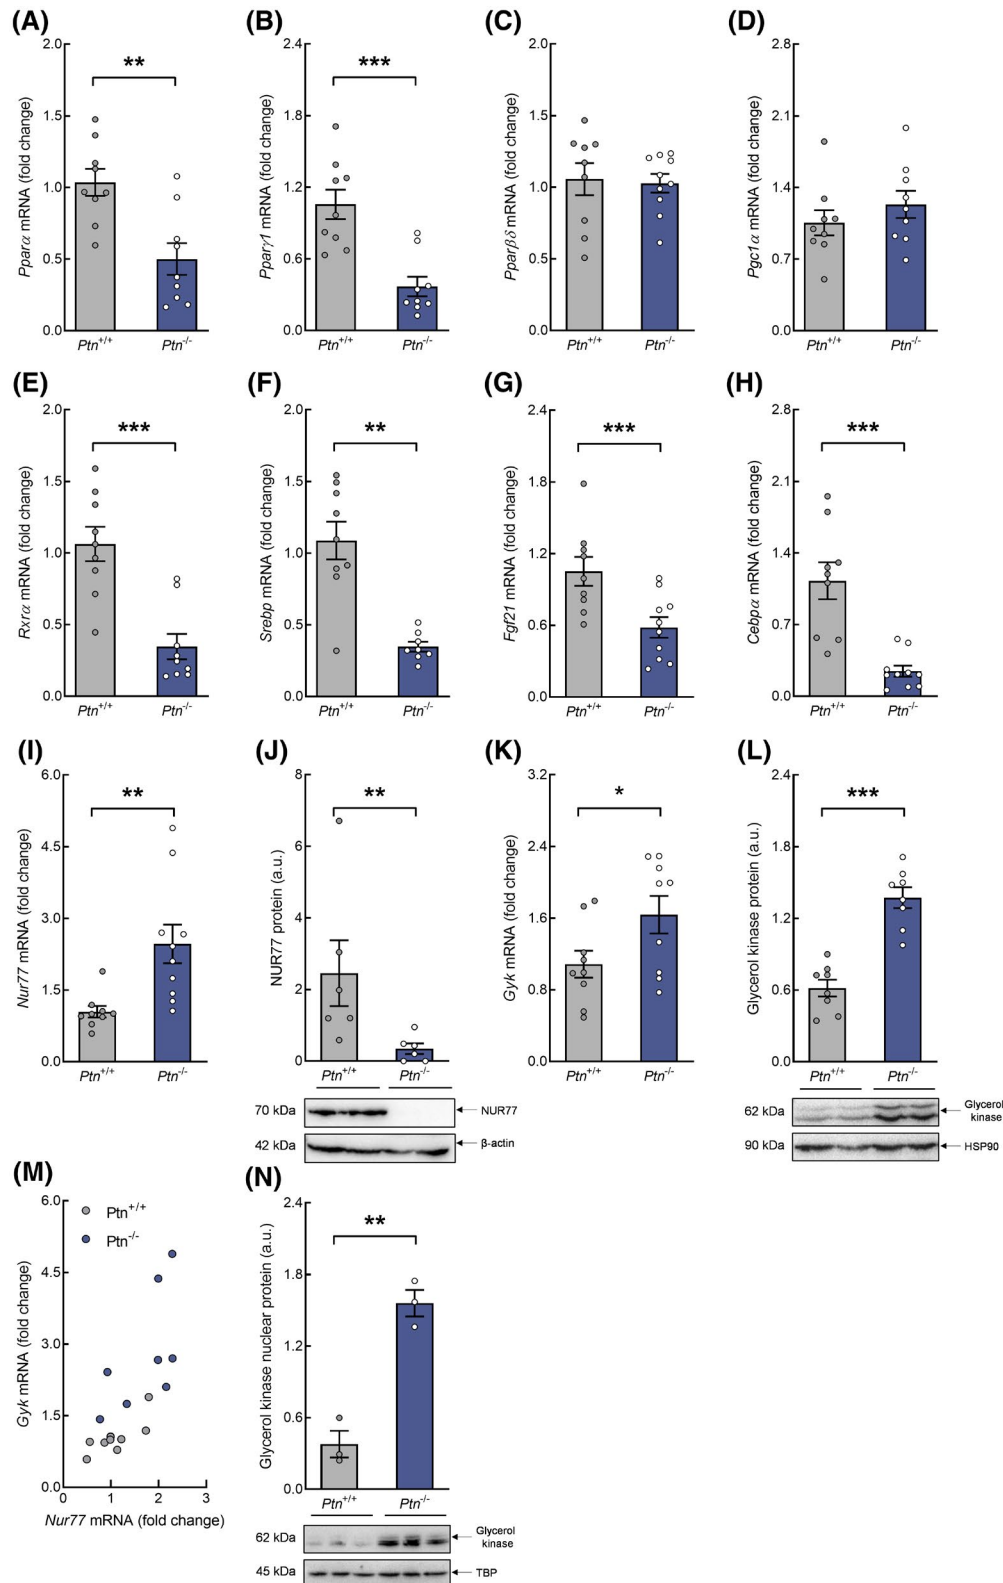 (A)
Pparα mRNA (fold change)
2.0
1.5
1.0
0.5
0.0
**
Ptn+/+ Ptn-/-
(B)
Pparγ1 mRNA (fold change)
2.4
1.8
1.2
0.6
0.0
***
Ptn+/+ Ptn-/-
(C)
Pparβδ mRNA (fold change)
2.0
1.5
1.0
0.5
0.0
Ptn+/+ Ptn-/-
(D)
Pgc1α mRNA (fold change)
2.8
2.1
1.4
0.7
0.0
Ptn+/+ Ptn-/-
(E)
Rxrα mRNA (fold change)
2.0
1.5
1.0
0.5
0.0
***
Ptn+/+ Ptn-/-
(F)
Srebp mRNA (fold change)
2.0
1.5
1.0
0.5
0.0
**
Ptn+/+ Ptn-/-
(G)
Fgf21 mRNA (fold change)
2.4
1.8
1.2
0.6
0.0
***
Ptn+/+ Ptn-/-
(H)
Cebpα mRNA (fold change)
2.8
2.1
1.4
0.7
0.0
***
Ptn+/+ Ptn-/-
(I)
Nur77 mRNA (fold change)
6.0
4.5
3.0
1.5
0.0
**
Ptn+/+ Ptn-/-
(J)
NUR77 protein (a.u.)
8
6
4
2
0
**
Ptn+/+ Ptn-/-
70 kDa NUR77
42 kDa β-actin
(K)
Gyk mRNA (fold change)
3.2
2.4
1.6
0.8
0.0
*
Ptn+/+ Ptn-/-
(L)
Glycerol kinase protein (a.u.)
2.4
1.8
1.2
0.6
0.0
***
Ptn+/+ Ptn-/-
62 kDa Glycerol
kinase
90 kDa HSP90
(M)
Gyk mRNA (fold change)
6.0
4.5
3.0
1.5
0.0
Ptn+/+
Ptn-/-
0 1 2 3
Nur77 mRNA (fold change)
(N)
Glycerol kinase nuclear protein (a.u.)
2.4
1.8
1.2
0.6
0.0
**
Ptn+/+ Ptn-/-
62 kDa Glycerol
kinase
45 kDa TBP